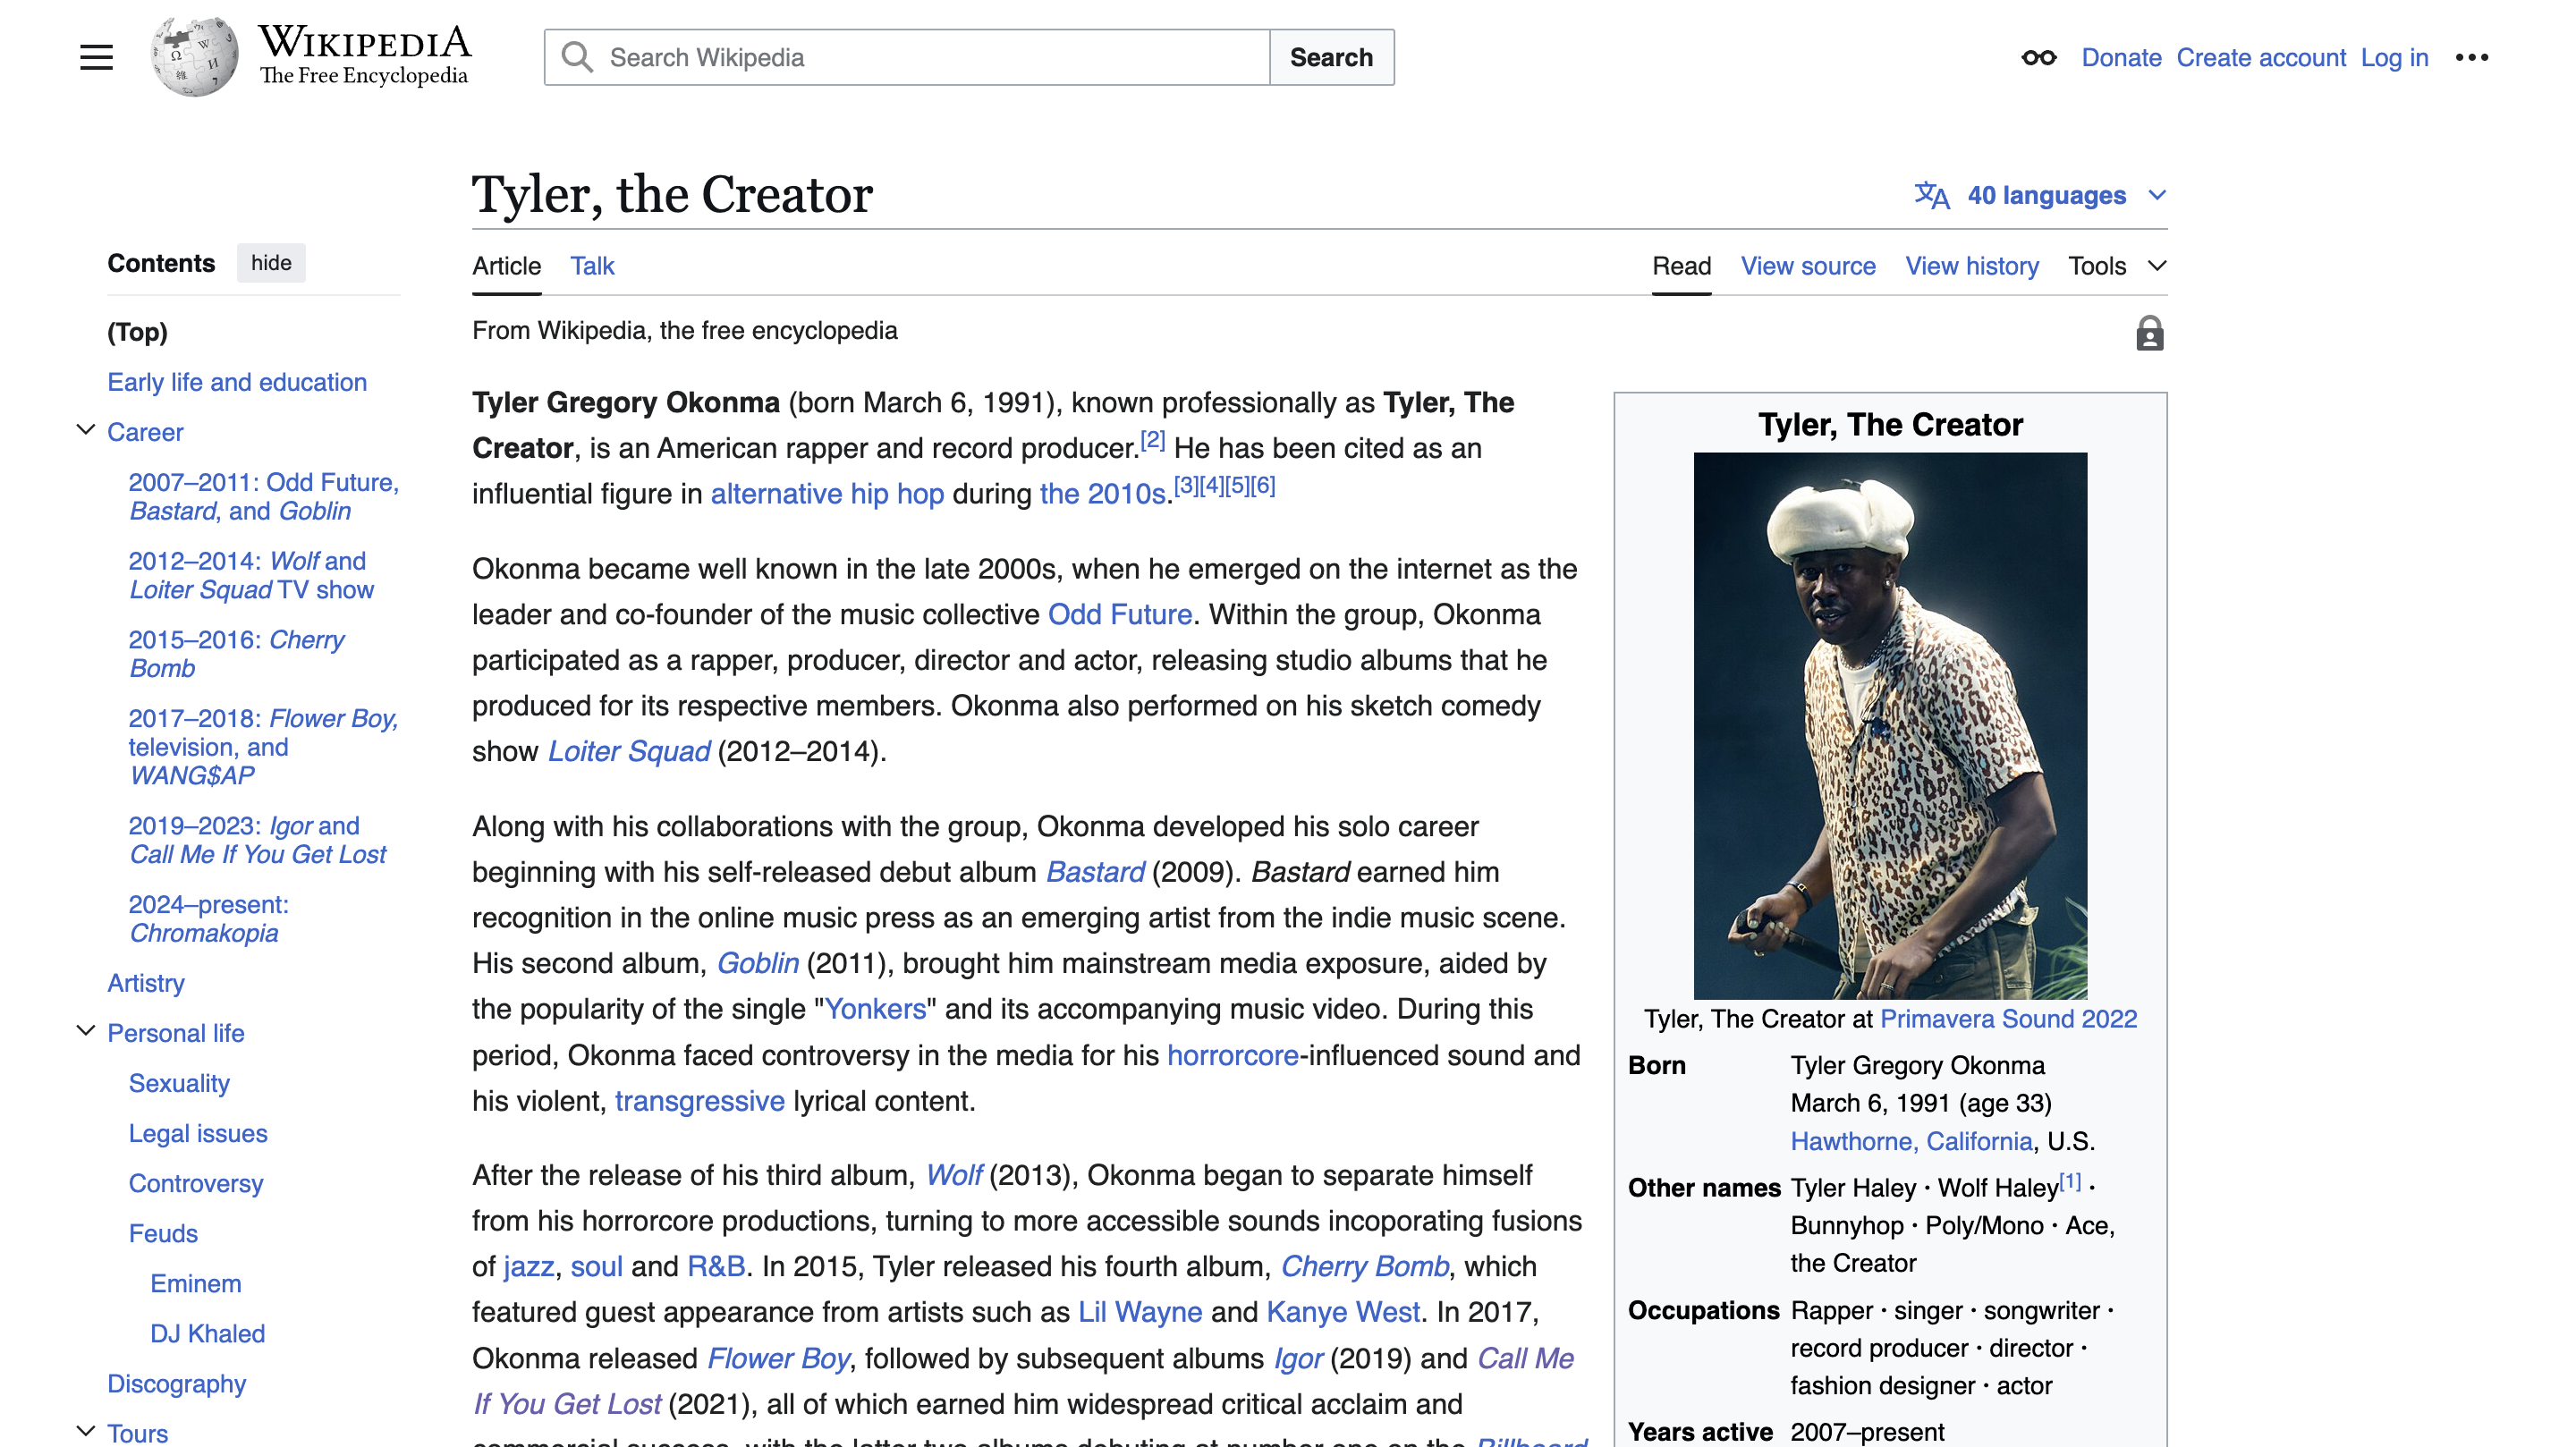 WIKIPEDIA
The Free Encyclopedia
Search Wikipedia
Search
Donate
Create account
Log in
Tyler, the Creator
40 languages
Contents
hide
Article
Talk
Read
View source
View history
Tools
(Top)
Early life and education
Career
2007–2011: Odd Future,
Bastard, and Goblin
2012–2014: Wolf and
Loiter Squad TV show
2015–2016: Cherry
Bomb
2017–2018: Flower Boy,
television, and
WANG$AP
2019–2023: Igor and
Call Me If You Get Lost
2024–present:
Chromakopia
Artistry
Personal life
Sexuality
Legal issues
Controversy
Feuds
Eminem
DJ Khaled
Discography
Tours
From Wikipedia, the free encyclopedia
Tyler Gregory Okonma (born March 6, 1991), known professionally as Tyler, The
Creator, is an American rapper and record producer.[2] He has been cited as an
influential figure in alternative hip hop during the 2010s.[3][4][5][6]
Okonma became well known in the late 2000s, when he emerged on the internet as the
leader and co-founder of the music collective Odd Future. Within the group, Okonma
participated as a rapper, producer, director and actor, releasing studio albums that he
produced for its respective members. Okonma also performed on his sketch comedy
show Loiter Squad (2012–2014).
Along with his collaborations with the group, Okonma developed his solo career
beginning with his self-released debut album Bastard (2009). Bastard earned him
recognition in the online music press as an emerging artist from the indie music scene.
His second album, Goblin (2011), brought him mainstream media exposure, aided by
the popularity of the single "Yonkers" and its accompanying music video. During this
period, Okonma faced controversy in the media for his horrorcore-influenced sound and
his violent, transgressive lyrical content.
After the release of his third album, Wolf (2013), Okonma began to separate himself
from his horrorcore productions, turning to more accessible sounds incoporating fusions
of jazz, soul and R&B. In 2015, Tyler released his fourth album, Cherry Bomb, which
featured guest appearance from artists such as Lil Wayne and Kanye West. In 2017,
Okonma released Flower Boy, followed by subsequent albums Igor (2019) and Call Me
If You Get Lost (2021), all of which earned him widespread critical acclaim and
commercial success, with the latter two albums debuting at number one on the Billboard
Tyler, The Creator
Tyler, The Creator at Primavera Sound 2022
Born
Tyler Gregory Okonma
March 6, 1991 (age 33)
Hawthorne, California, U.S.
Other names
Tyler Haley · Wolf Haley[1] ·
Bunnyhop · Poly/Mono · Ace,
the Creator
Occupations
Rapper · singer · songwriter ·
record producer · director ·
fashion designer · actor
Years active
2007–present